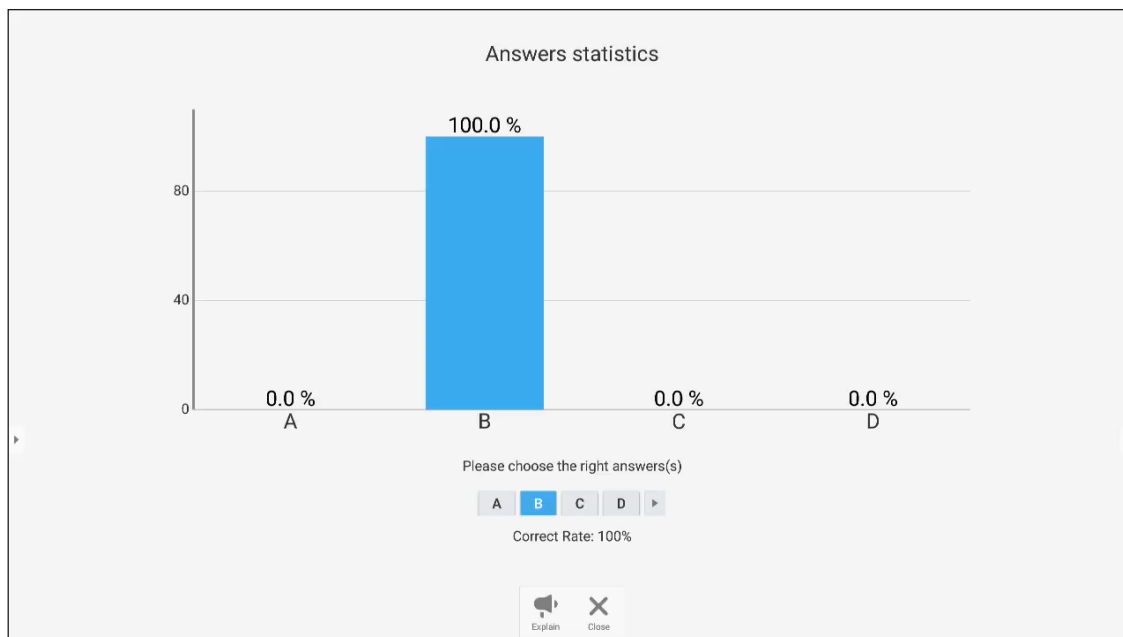 Answers statistics
100.0 %
80
40
0.0 % 0.0 % 0.0 %
0
A B C D
Please choose the right answers(s)
A B C D
Correct Rate: 100%
Explain Close